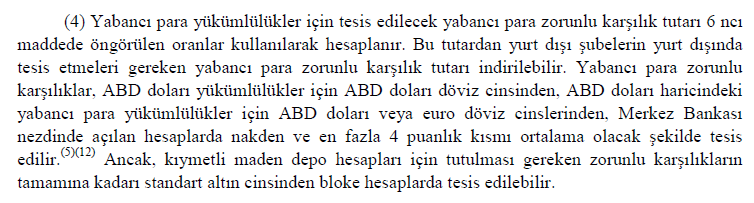 (4) Yabancı para yükümlülükler için tesis edilecek yabancı para zorunlu karşılık tutarı 6 ncı
maddede öngörülen oranlar kullanılarak hesaplanır. Bu tutardan yurt dışı şubelerin yurt dışında
tesis etmeleri gereken yabancı para zorunlu karşılık tutarı indirilebilir. Yabancı para zorunlu
karşılıklar, ABD doları yükümlülükler için ABD doları döviz cinsinden, ABD doları haricindeki
yabancı para yükümlülükler için ABD doları veya euro döviz cinslerinden, Merkez Bankası
nezdinde açılan hesaplarda nakden ve en fazla 4 puanlık kısmı ortalama olacak şekilde tesis
edilir.(5)(12) Ancak, kıymetli maden depo hesapları için tutulması gereken zorunlu karşılıkların
tamamına kadarı standart altın cinsinden bloke hesaplarda tesis edilebilir.